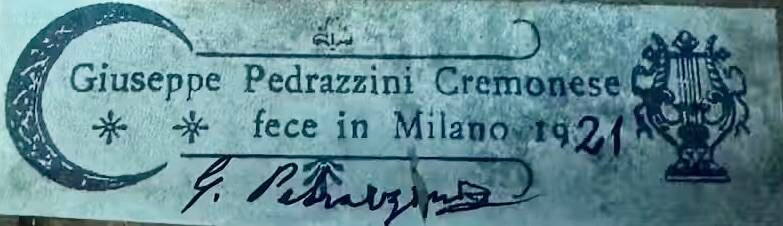 Giuseppe Pedrazzini Cremonese
fece in Milano 1921
G. Pedrazzini